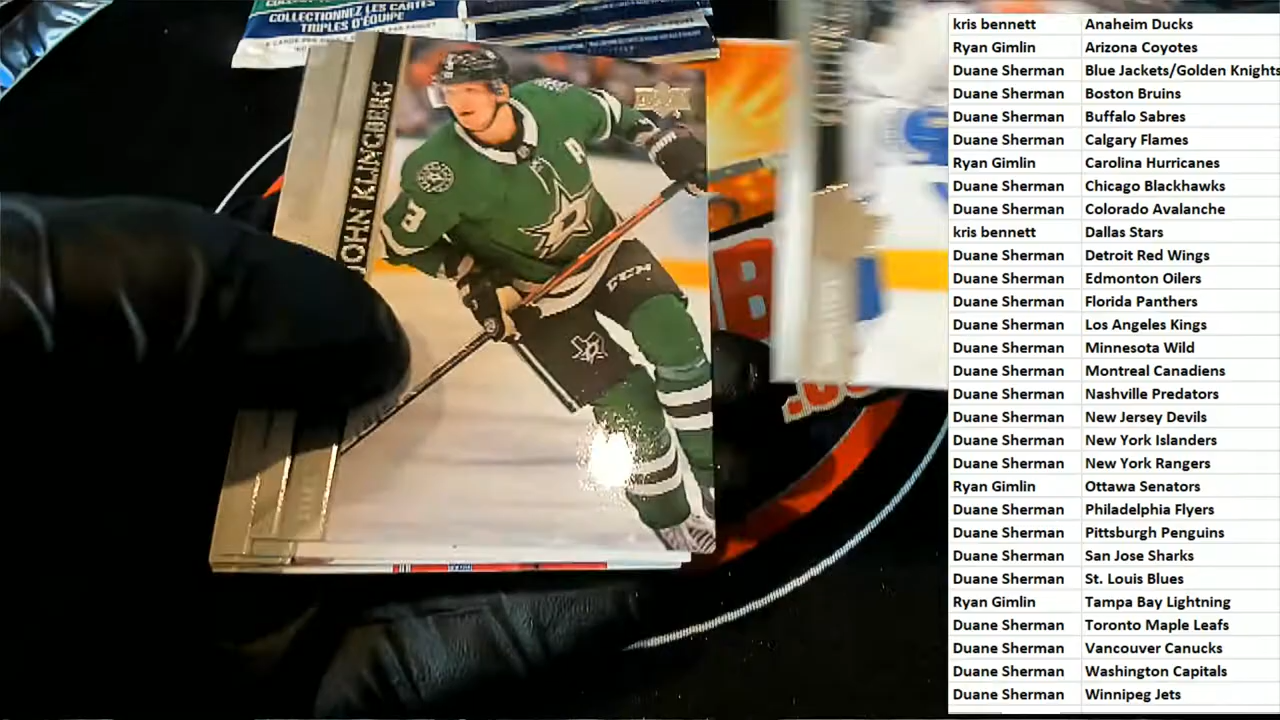 COLLECTIONNEZ LES CARTES
TRIPLES D'ÉQUIPE
JOHN KLINGBERG
3
A
CCM
STARS
kris bennett Anaheim Ducks
Ryan Gimlin Arizona Coyotes
Duane Sherman Blue Jackets/Golden Knights
Duane Sherman Boston Bruins
Duane Sherman Buffalo Sabres
Duane Sherman Calgary Flames
Ryan Gimlin Carolina Hurricanes
Duane Sherman Chicago Blackhawks
Duane Sherman Colorado Avalanche
kris bennett Dallas Stars
Duane Sherman Detroit Red Wings
Duane Sherman Edmonton Oilers
Duane Sherman Florida Panthers
Duane Sherman Los Angeles Kings
Duane Sherman Minnesota Wild
Duane Sherman Montreal Canadiens
Duane Sherman Nashville Predators
Duane Sherman New Jersey Devils
Duane Sherman New York Islanders
Duane Sherman New York Rangers
Ryan Gimlin Ottawa Senators
Duane Sherman Philadelphia Flyers
Duane Sherman Pittsburgh Penguins
Duane Sherman San Jose Sharks
Duane Sherman St. Louis Blues
Ryan Gimlin Tampa Bay Lightning
Duane Sherman Toronto Maple Leafs
Duane Sherman Vancouver Canucks
Duane Sherman Washington Capitals
Duane Sherman Winnipeg Jets